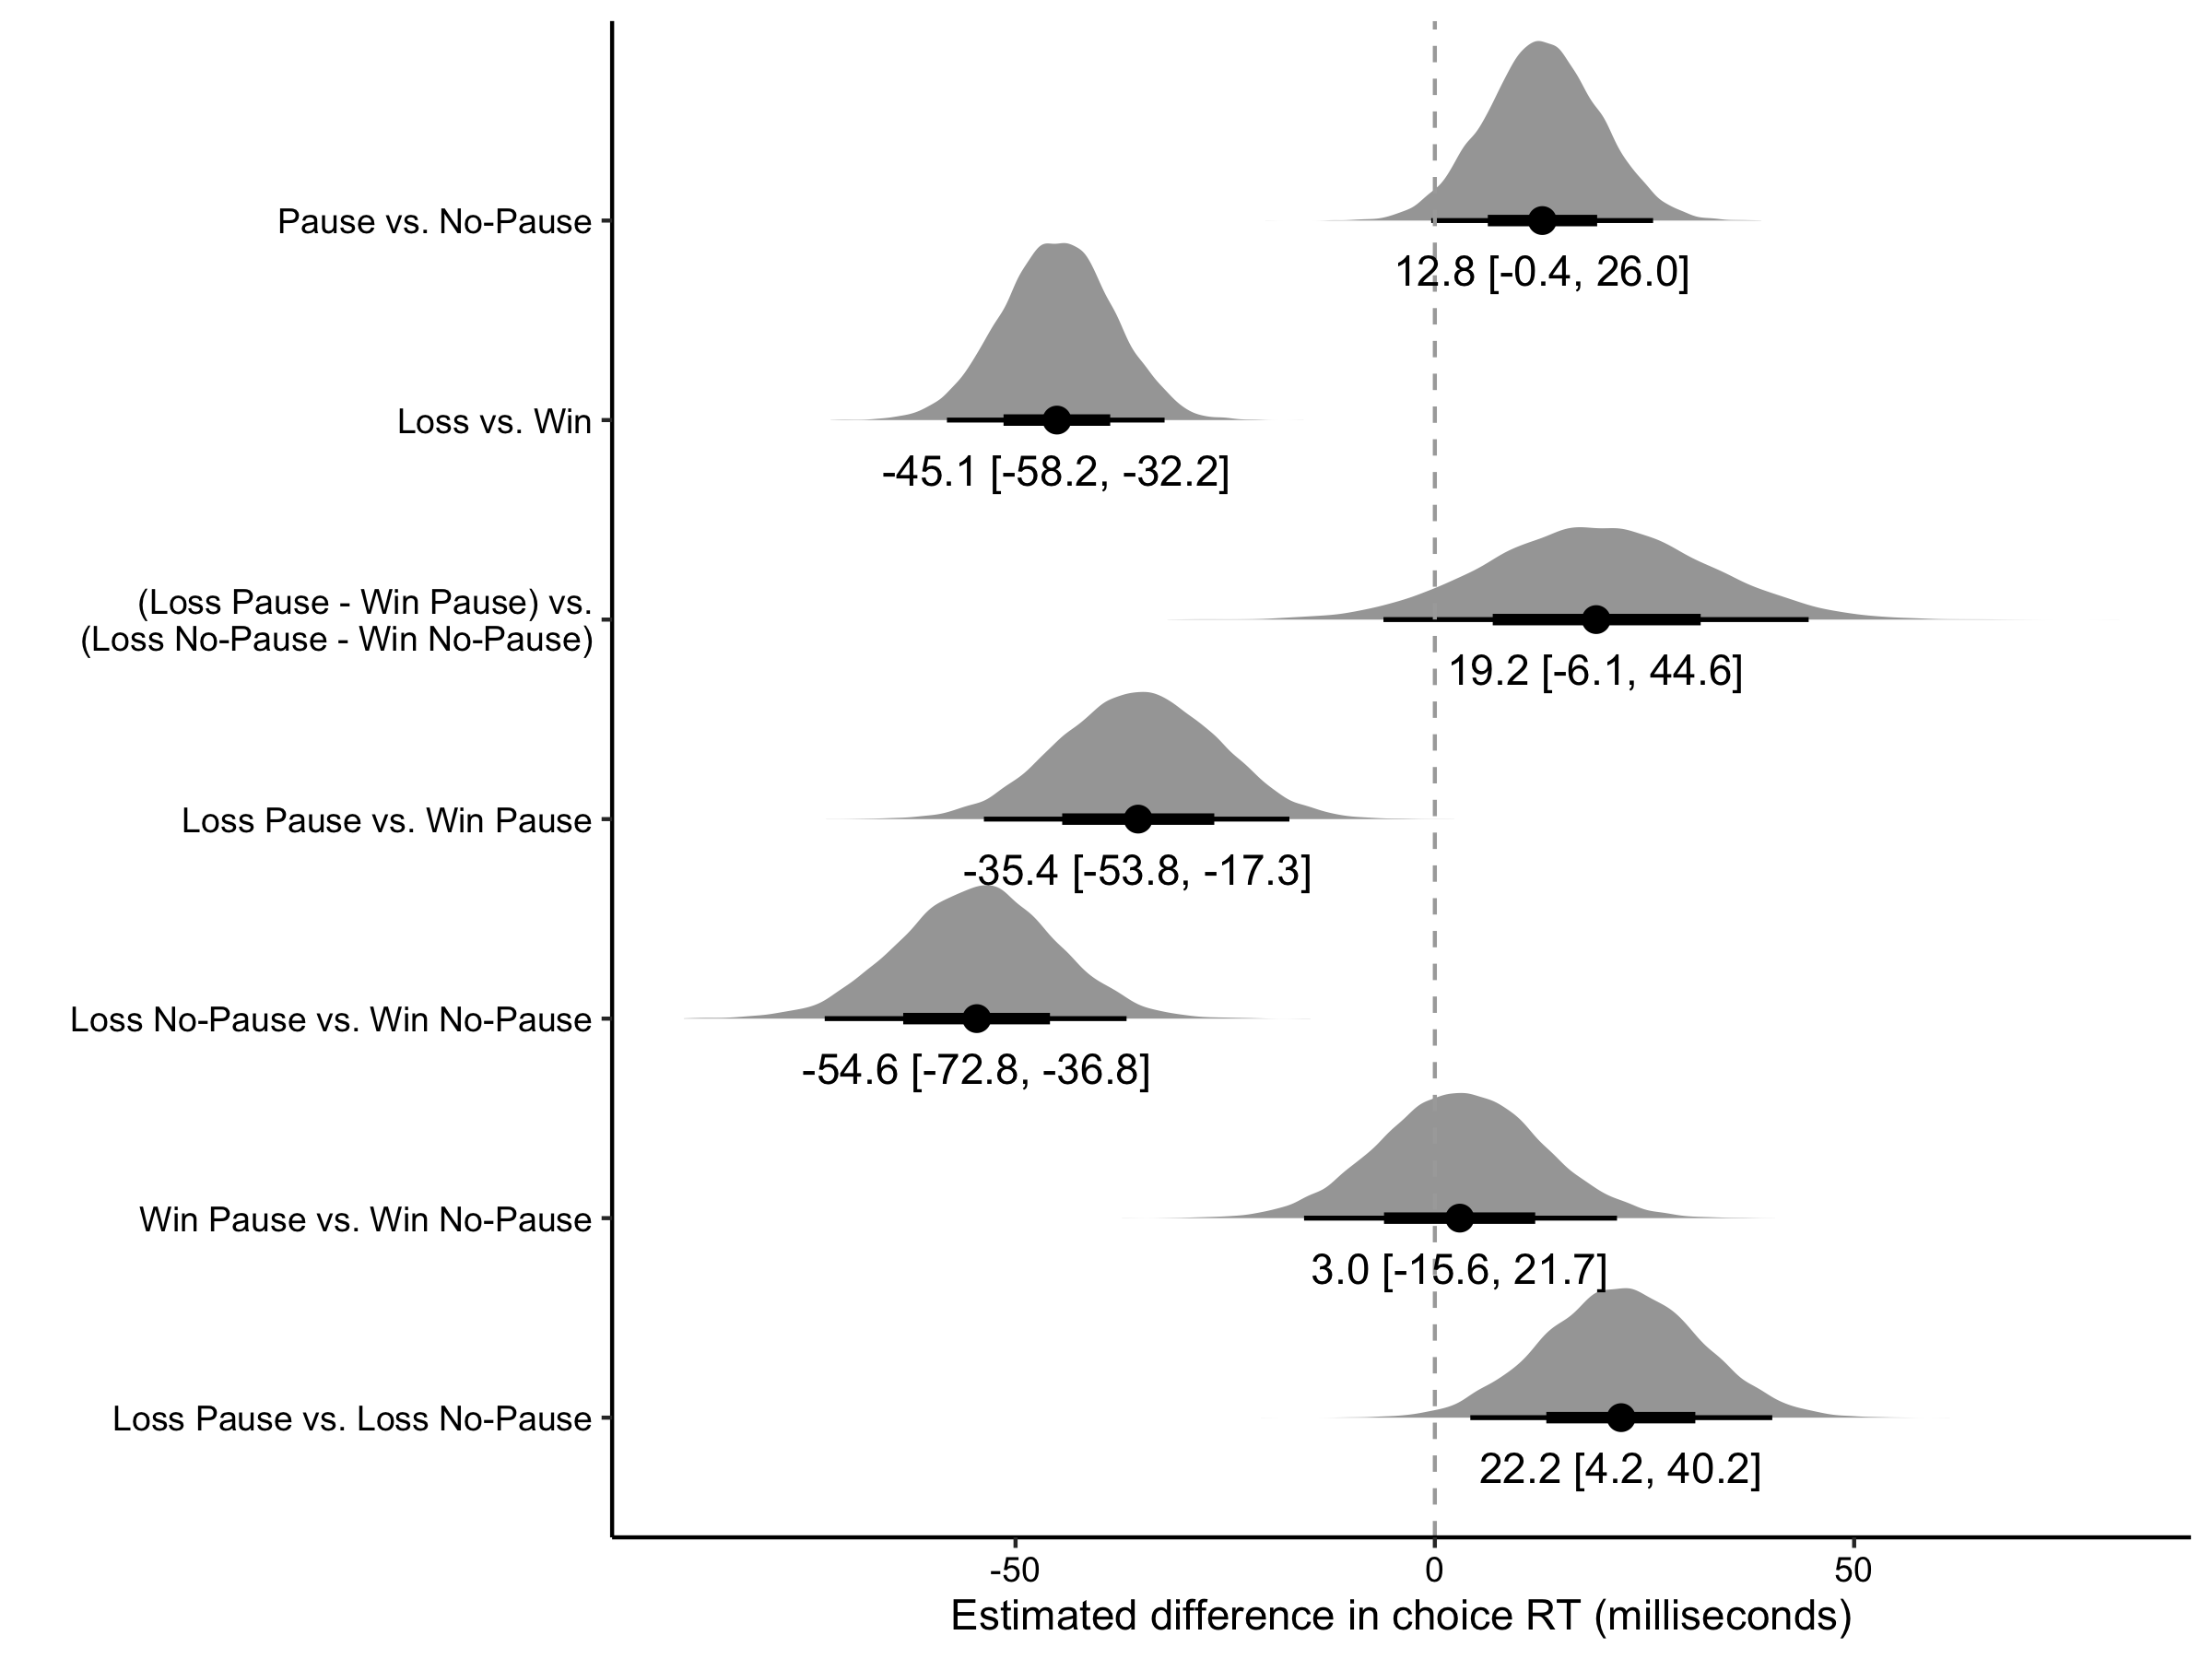 Pause vs. No-Pause
12.8 [-0.4, 26.0]
Loss vs. Win
-45.1 [-58.2, -32.2]
(Loss Pause - Win Pause) vs.
(Loss No-Pause - Win No-Pause)
19.2 [-6.1, 44.6]
Loss Pause vs. Win Pause
-35.4 [-53.8, -17.3]
Loss No-Pause vs. Win No-Pause
-54.6 [-72.8, -36.8]
Win Pause vs. Win No-Pause
3.0 [-15.6, 21.7]
Loss Pause vs. Loss No-Pause
22.2 [4.2, 40.2]
-50 0 50
Estimated difference in choice RT (milliseconds)